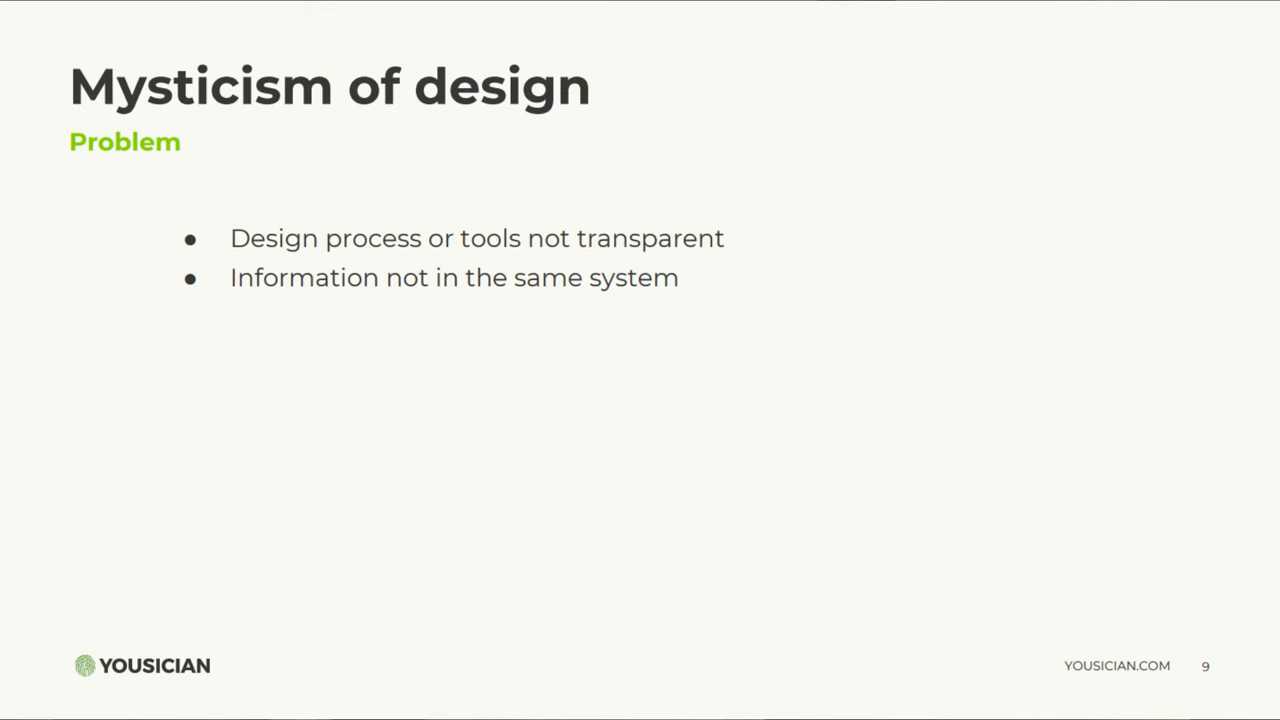 Mysticism of design
Problem
● Design process or tools not transparent
● Information not in the same system
YOUSICIAN
YOUSICIAN.COM 9